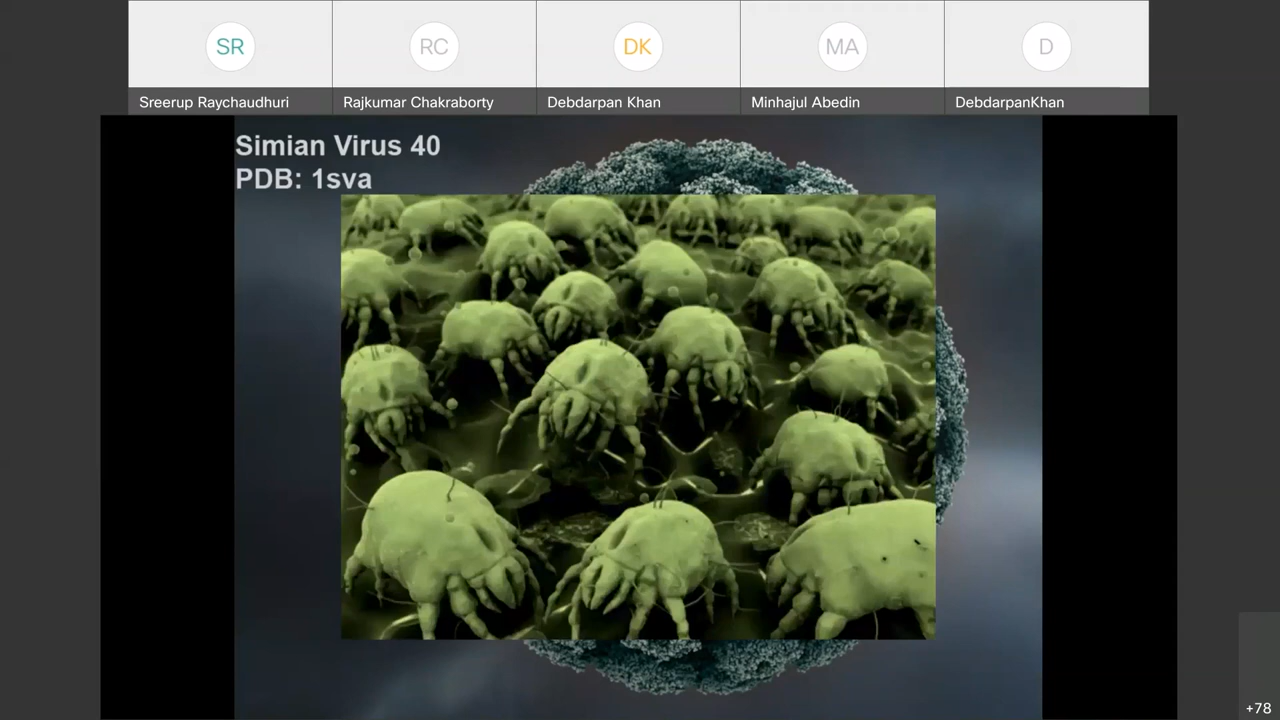 SR
RC
DK
MA
D
Sreerup Raychaudhuri
Rajkumar Chakraborty
Debdarpan Khan
Minhajul Abedin
DebdarpanKhan
Simian Virus 40
PDB: 1sva
+78